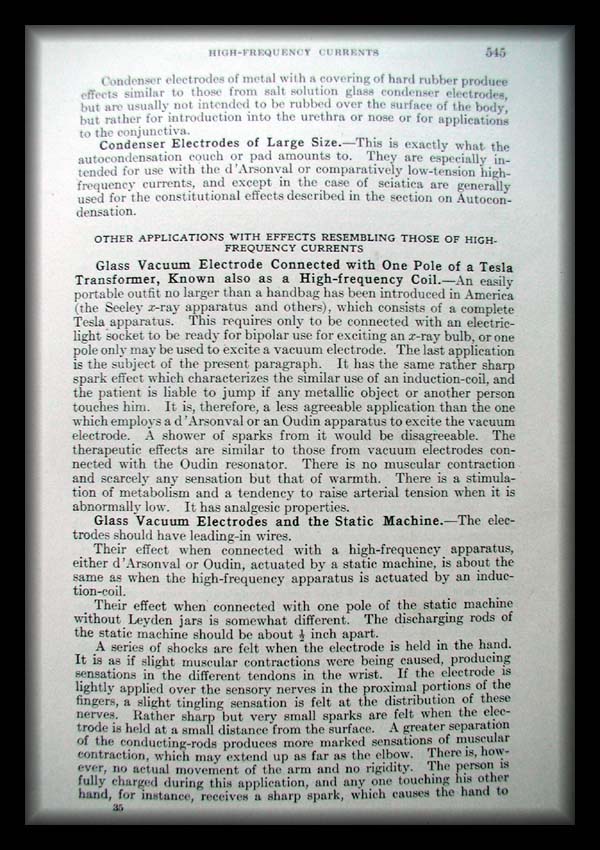 HIGH-FREQUENCY CURRENTS 545
Condenser electrodes of metal with a covering of hard rubber produce
effects similar to those from salt solution glass condenser electrodes,
but are usually not intended to be rubbed over the surface of the body,
but rather for introduction into the urethra or nose or for applications
to the conjunctiva.
Condenser Electrodes of Large Size.—This is exactly what the
autocondensation couch or pad amounts to. They are especially in-
tended for use with the d'Arsonval or comparatively low-tension high-
frequency currents, and except in the case of sciatica are generally
used for the constitutional effects described in the section on Autocon-
densation.
OTHER APPLICATIONS WITH EFFECTS RESEMBLING THOSE OF HIGH-
FREQUENCY CURRENTS
Glass Vacuum Electrode Connected with One Pole of a Tesla
Transformer, Known also as a High-frequency Coil.—An easily
portable outfit no larger than a handbag has been introduced in America
(the Seeley x-ray apparatus and others), which consists of a complete
Tesla apparatus. This requires only to be connected with an electric-
light socket to be ready for bipolar use for exciting an x-ray bulb, or one
pole only may be used to excite a vacuum electrode. The last application
is the subject of the present paragraph. It has the same rather sharp
spark effect which characterizes the similar use of an induction-coil, and
the patient is liable to jump if any metallic object or another person
touches him. It is, therefore, a less agreeable application than the one
which employs a d'Arsonval or an Oudin apparatus to excite the vacuum
electrode. A shower of sparks from it would be disagreeable. The
therapeutic effects are similar to those from vacuum electrodes con-
nected with the Oudin resonator. There is no muscular contraction
and scarcely any sensation but that of warmth. There is a stimula-
tion of metabolism and a tendency to raise arterial tension when it is
abnormally low. It has analgesic properties.
Glass Vacuum Electrodes and the Static Machine.—The elec-
trodes should have leading-in wires.
Their effect when connected with a high-frequency apparatus,
either d'Arsonval or Oudin, actuated by a static machine, is about the
same as when the high-frequency apparatus is actuated by an induc-
tion-coil.
Their effect when connected with one pole of the static machine
without Leyden jars is somewhat different. The discharging rods of
the static machine should be about ½ inch apart.
A series of shocks are felt when the electrode is held in the hand.
It is as if slight muscular contractions were being caused, producing
sensations in the different tendons in the wrist. If the electrode is
lightly applied over the sensory nerves in the proximal portions of the
fingers, a slight tingling sensation is felt at the distribution of these
nerves. Rather sharp but very small sparks are felt when the elec-
trode is held at a small distance from the surface. A greater separation
of the conducting-rods produces more marked sensations of muscular
contraction, which may extend up as far as the elbow. There is, how-
ever, no actual movement of the arm and no rigidity. The person is
fully charged during this application, and any one touching his other
hand, for instance, receives a sharp spark, which causes the hand to
35